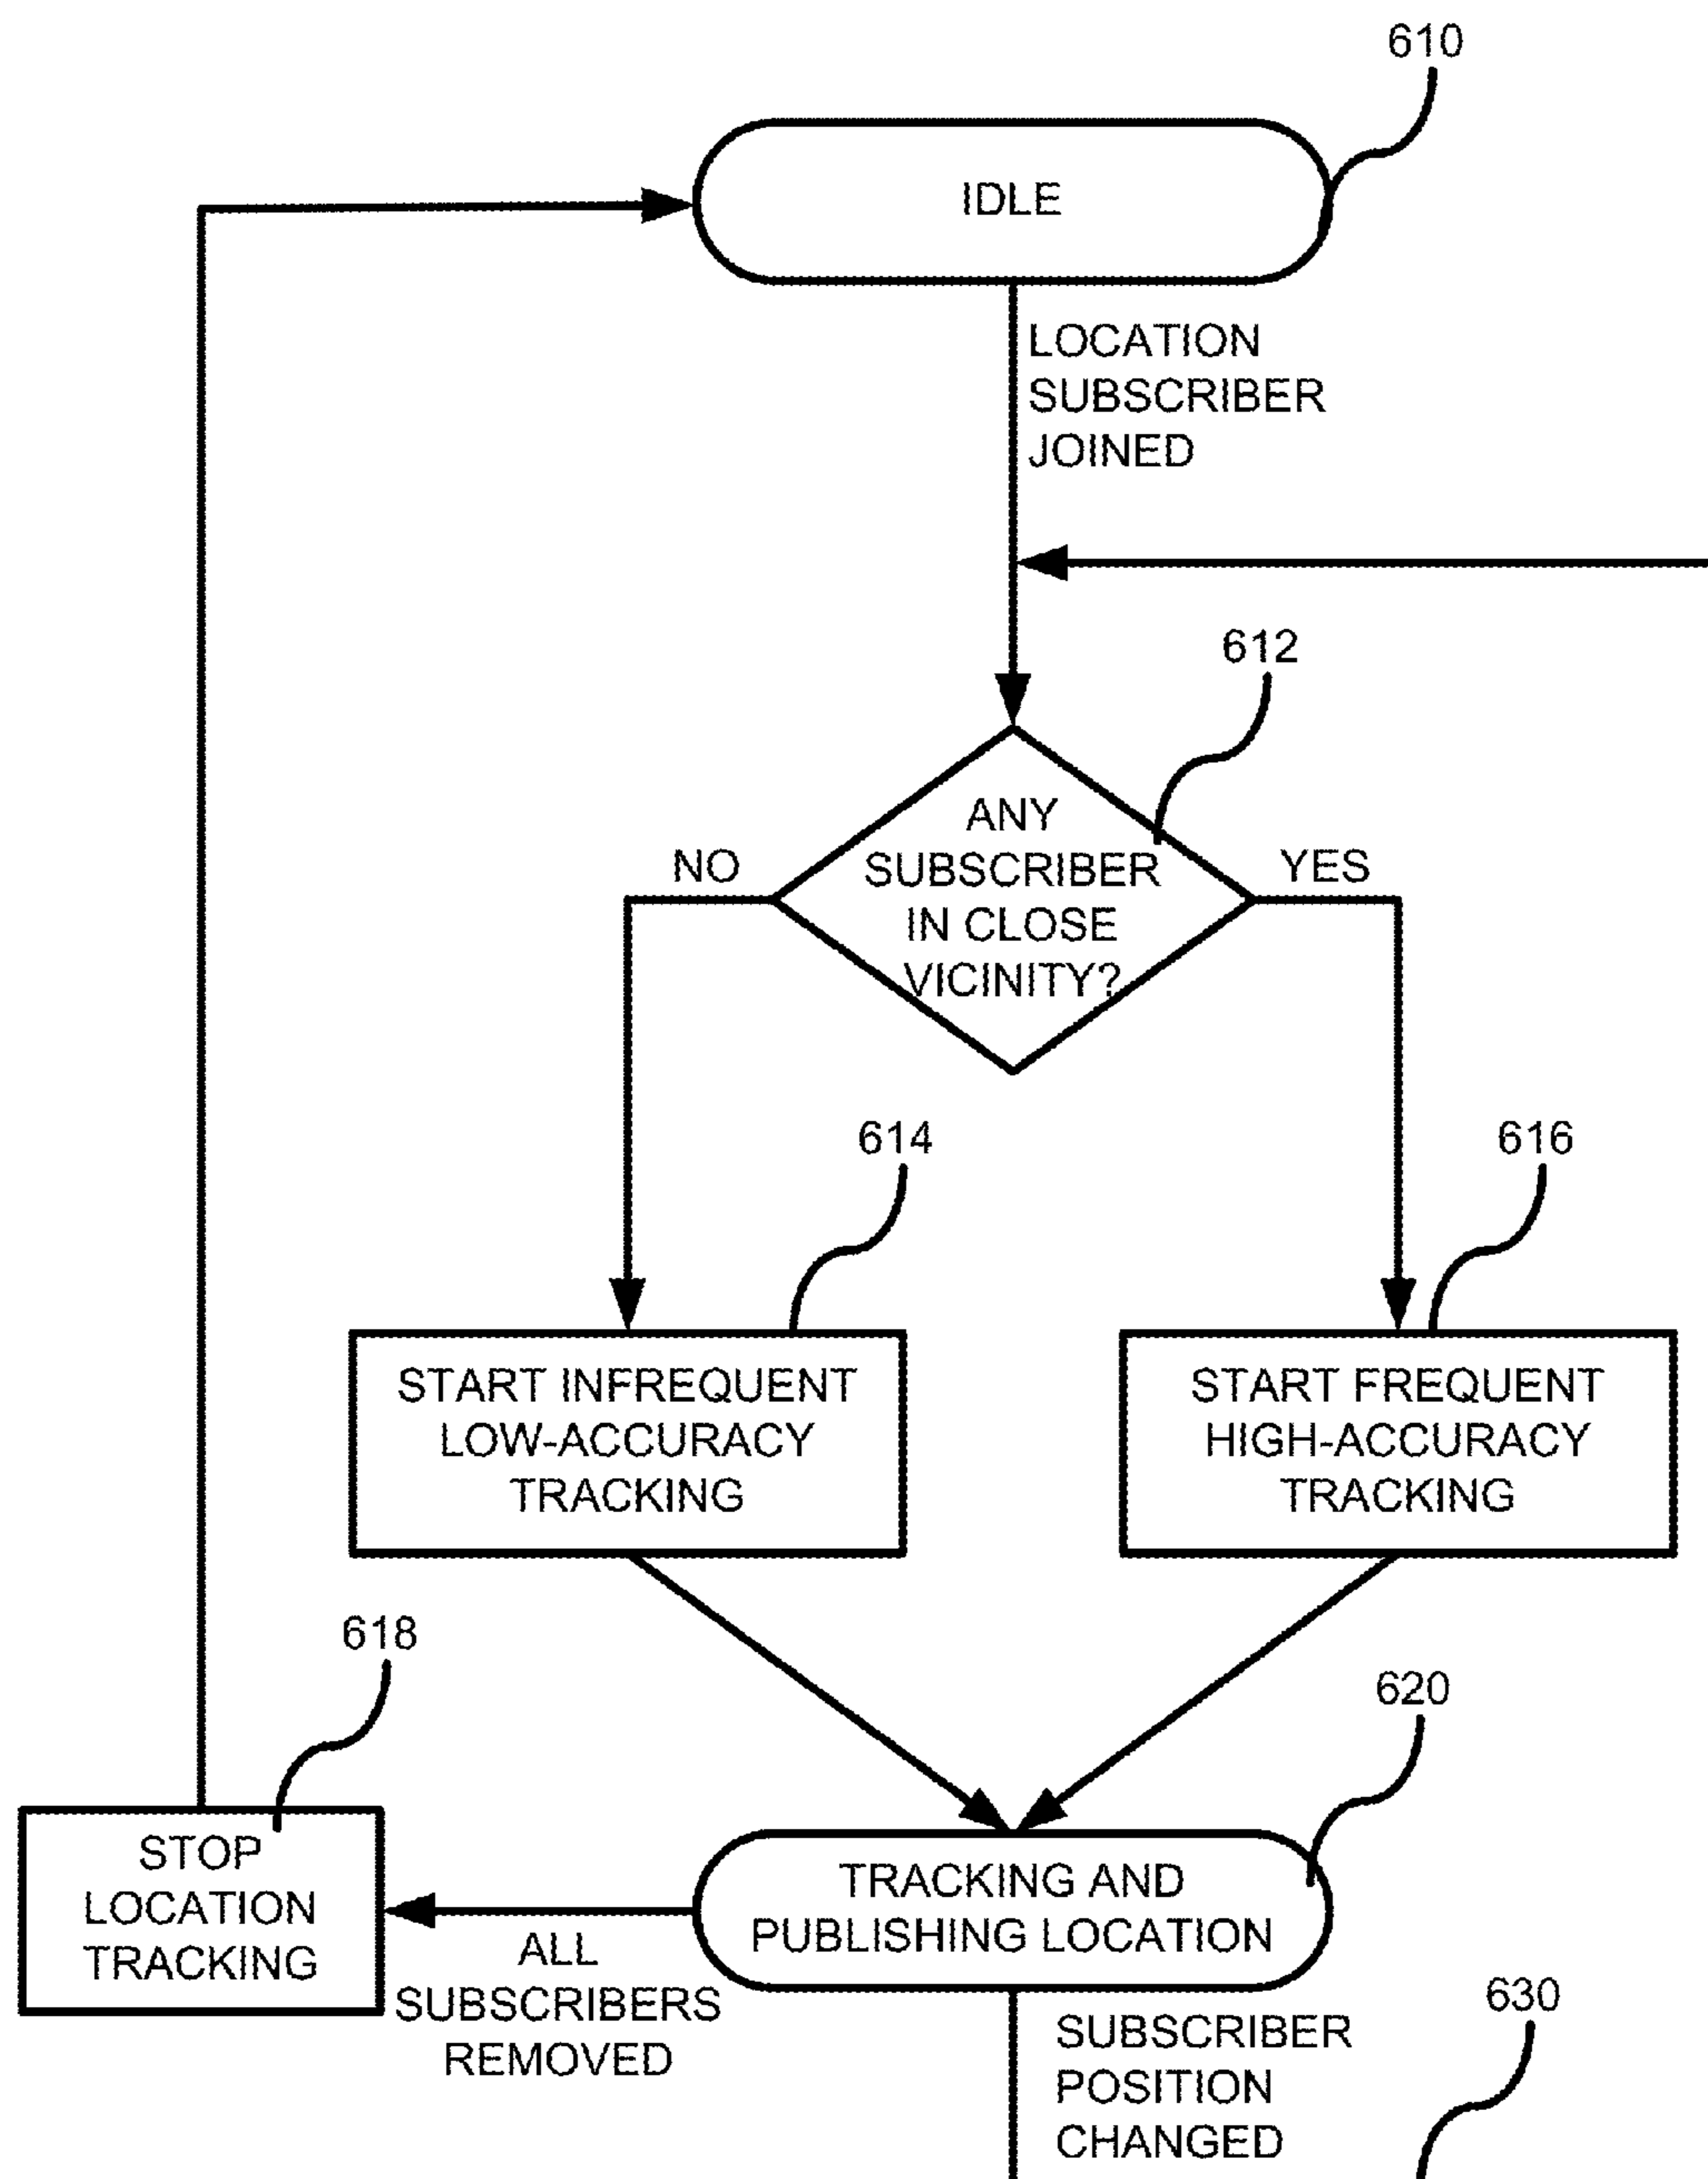 610
IDLE
LOCATION
SUBSCRIBER
JOINED
612
ANY
SUBSCRIBER
IN CLOSE
VICINITY?
NO
YES
614
616
START INFREQUENT
LOW-ACCURACY
TRACKING
START FREQUENT
HIGH-ACCURACY
TRACKING
618
620
STOP
LOCATION
TRACKING
TRACKING AND
PUBLISHING LOCATION
ALL
SUBSCRIBERS
REMOVED
630
SUBSCRIBER
POSITION
CHANGED